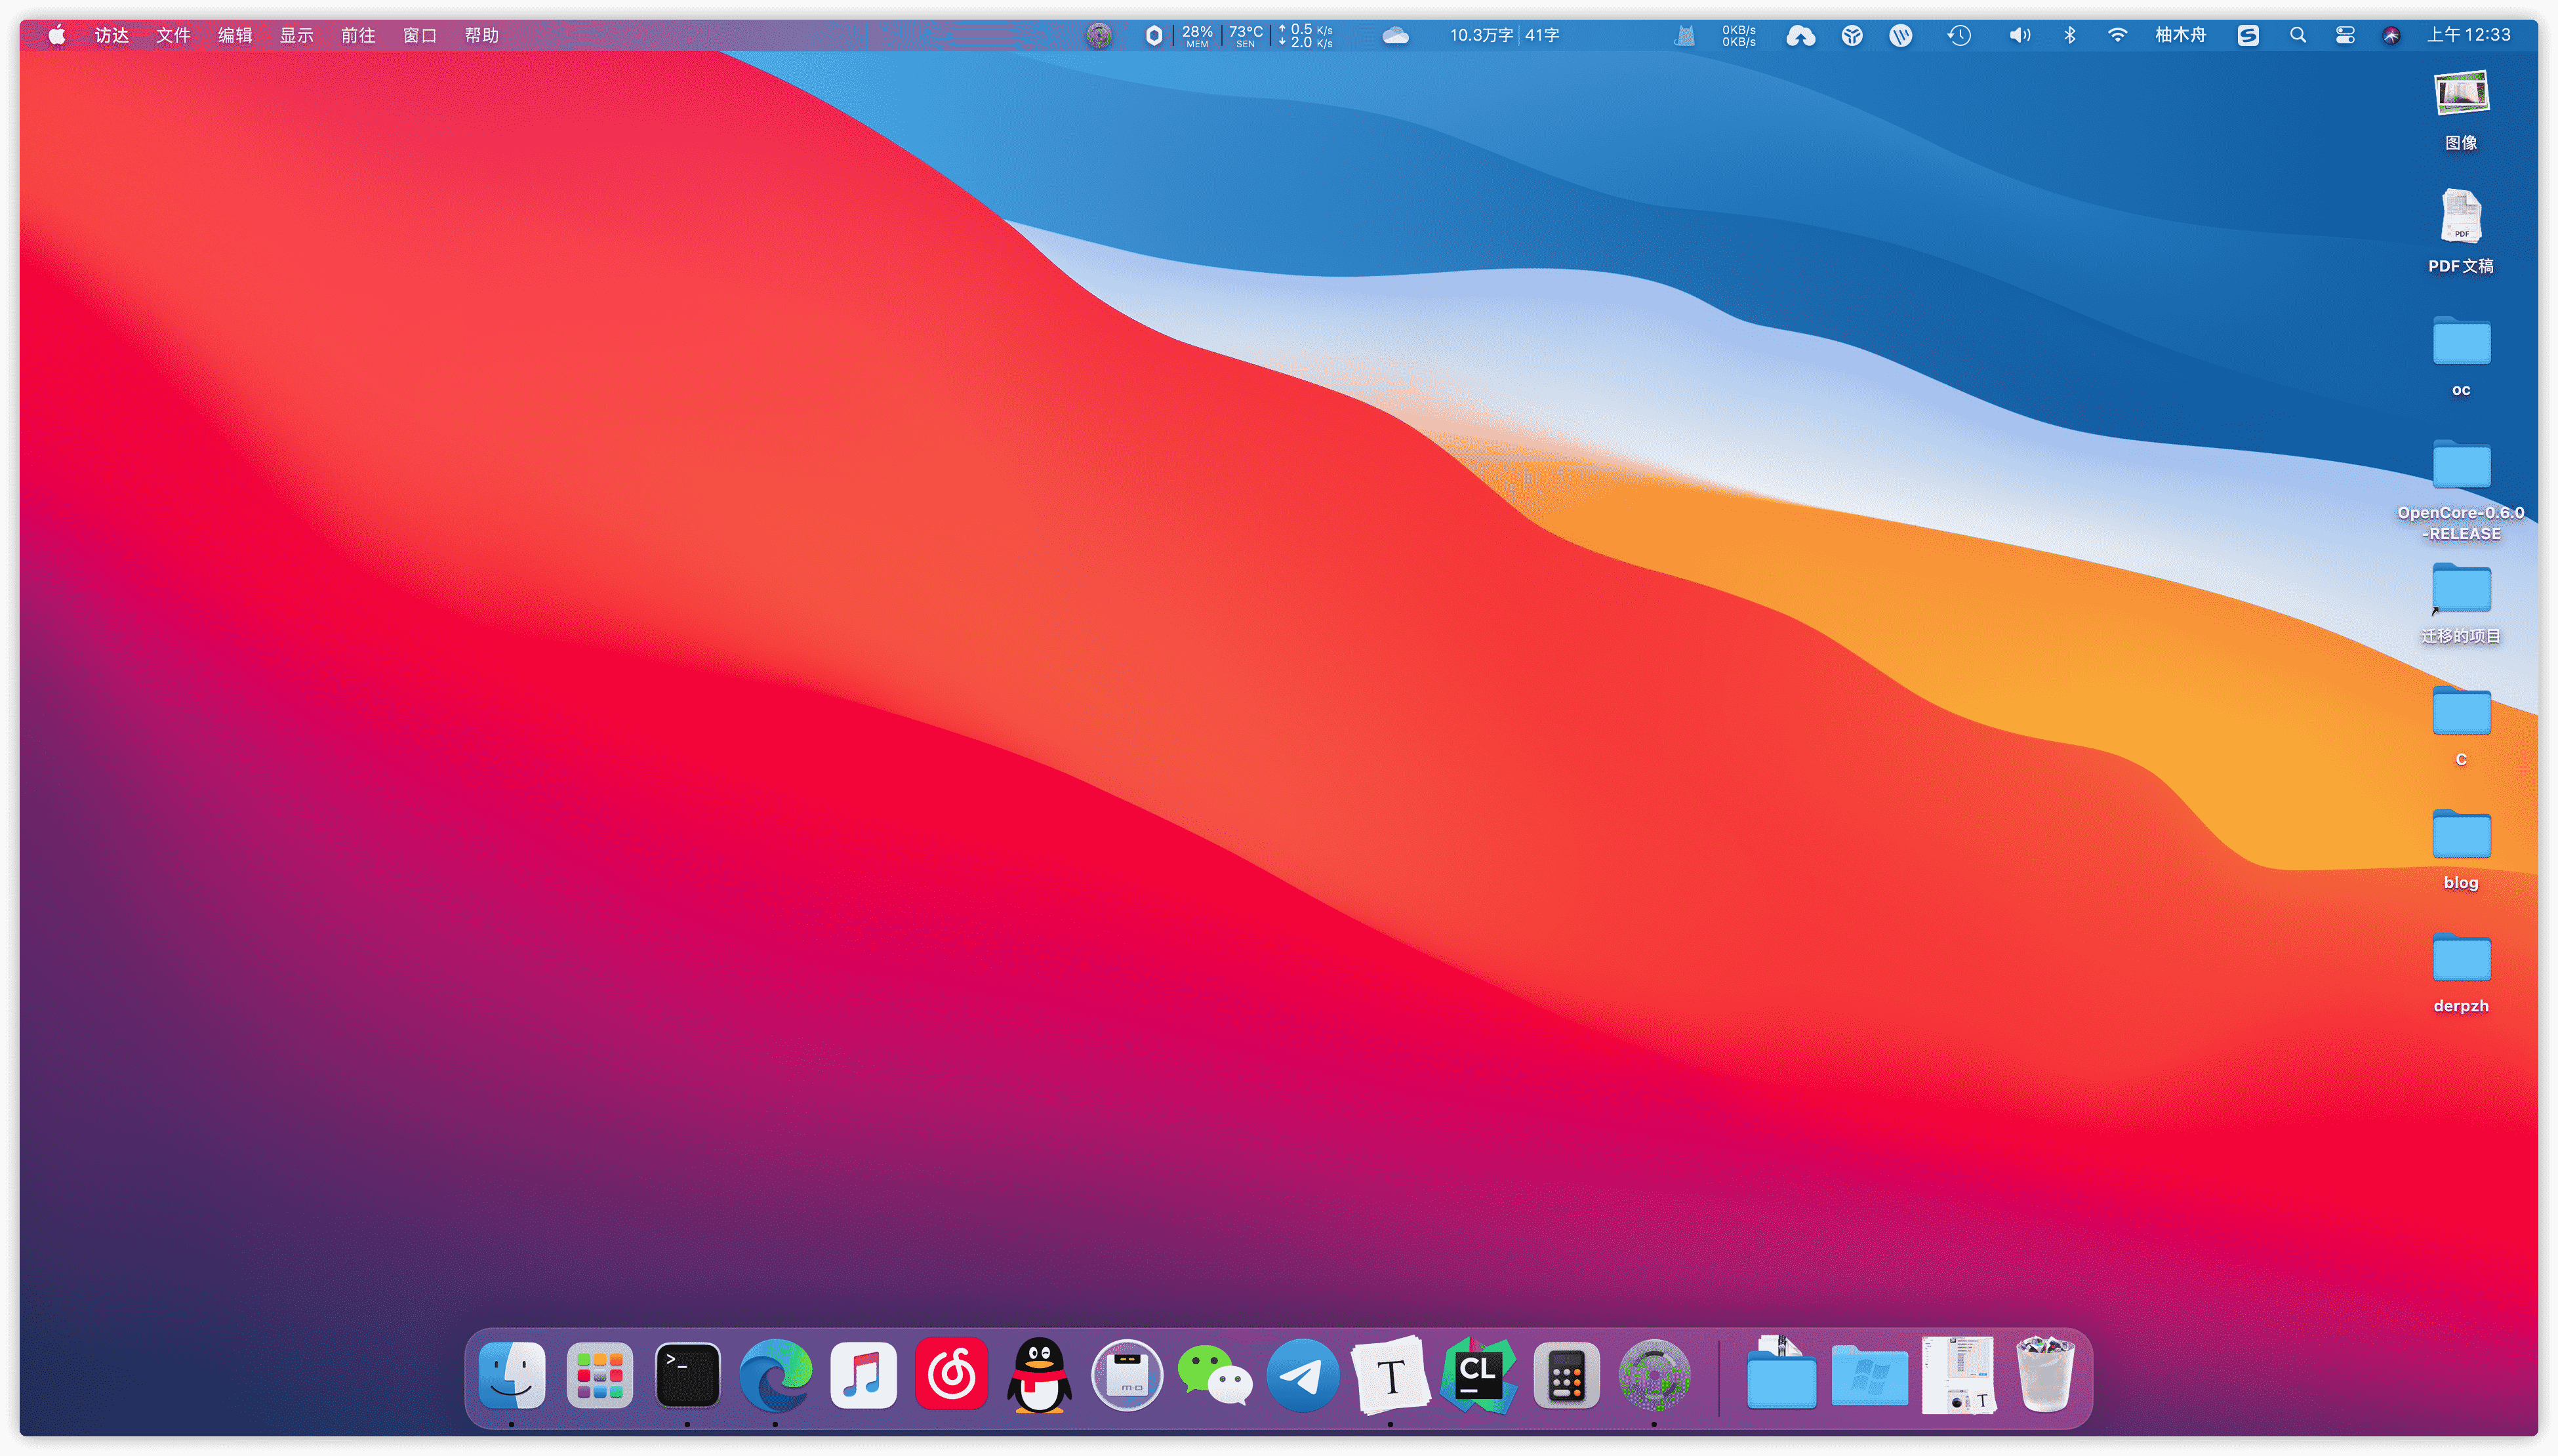 访达 文件 编辑 显示 前往 窗口 帮助
28% MEM
73°C SEN
0.5 K/s
2.0 K/s
10.3万字 41字
0KB/s
0KB/s
柚木舟
上午12:33
图像
PDF
PDF文稿
oc
OpenCore-0.6.0
-RELEASE
迁移的项目
C
blog
derpzh
>_
T
CL
T